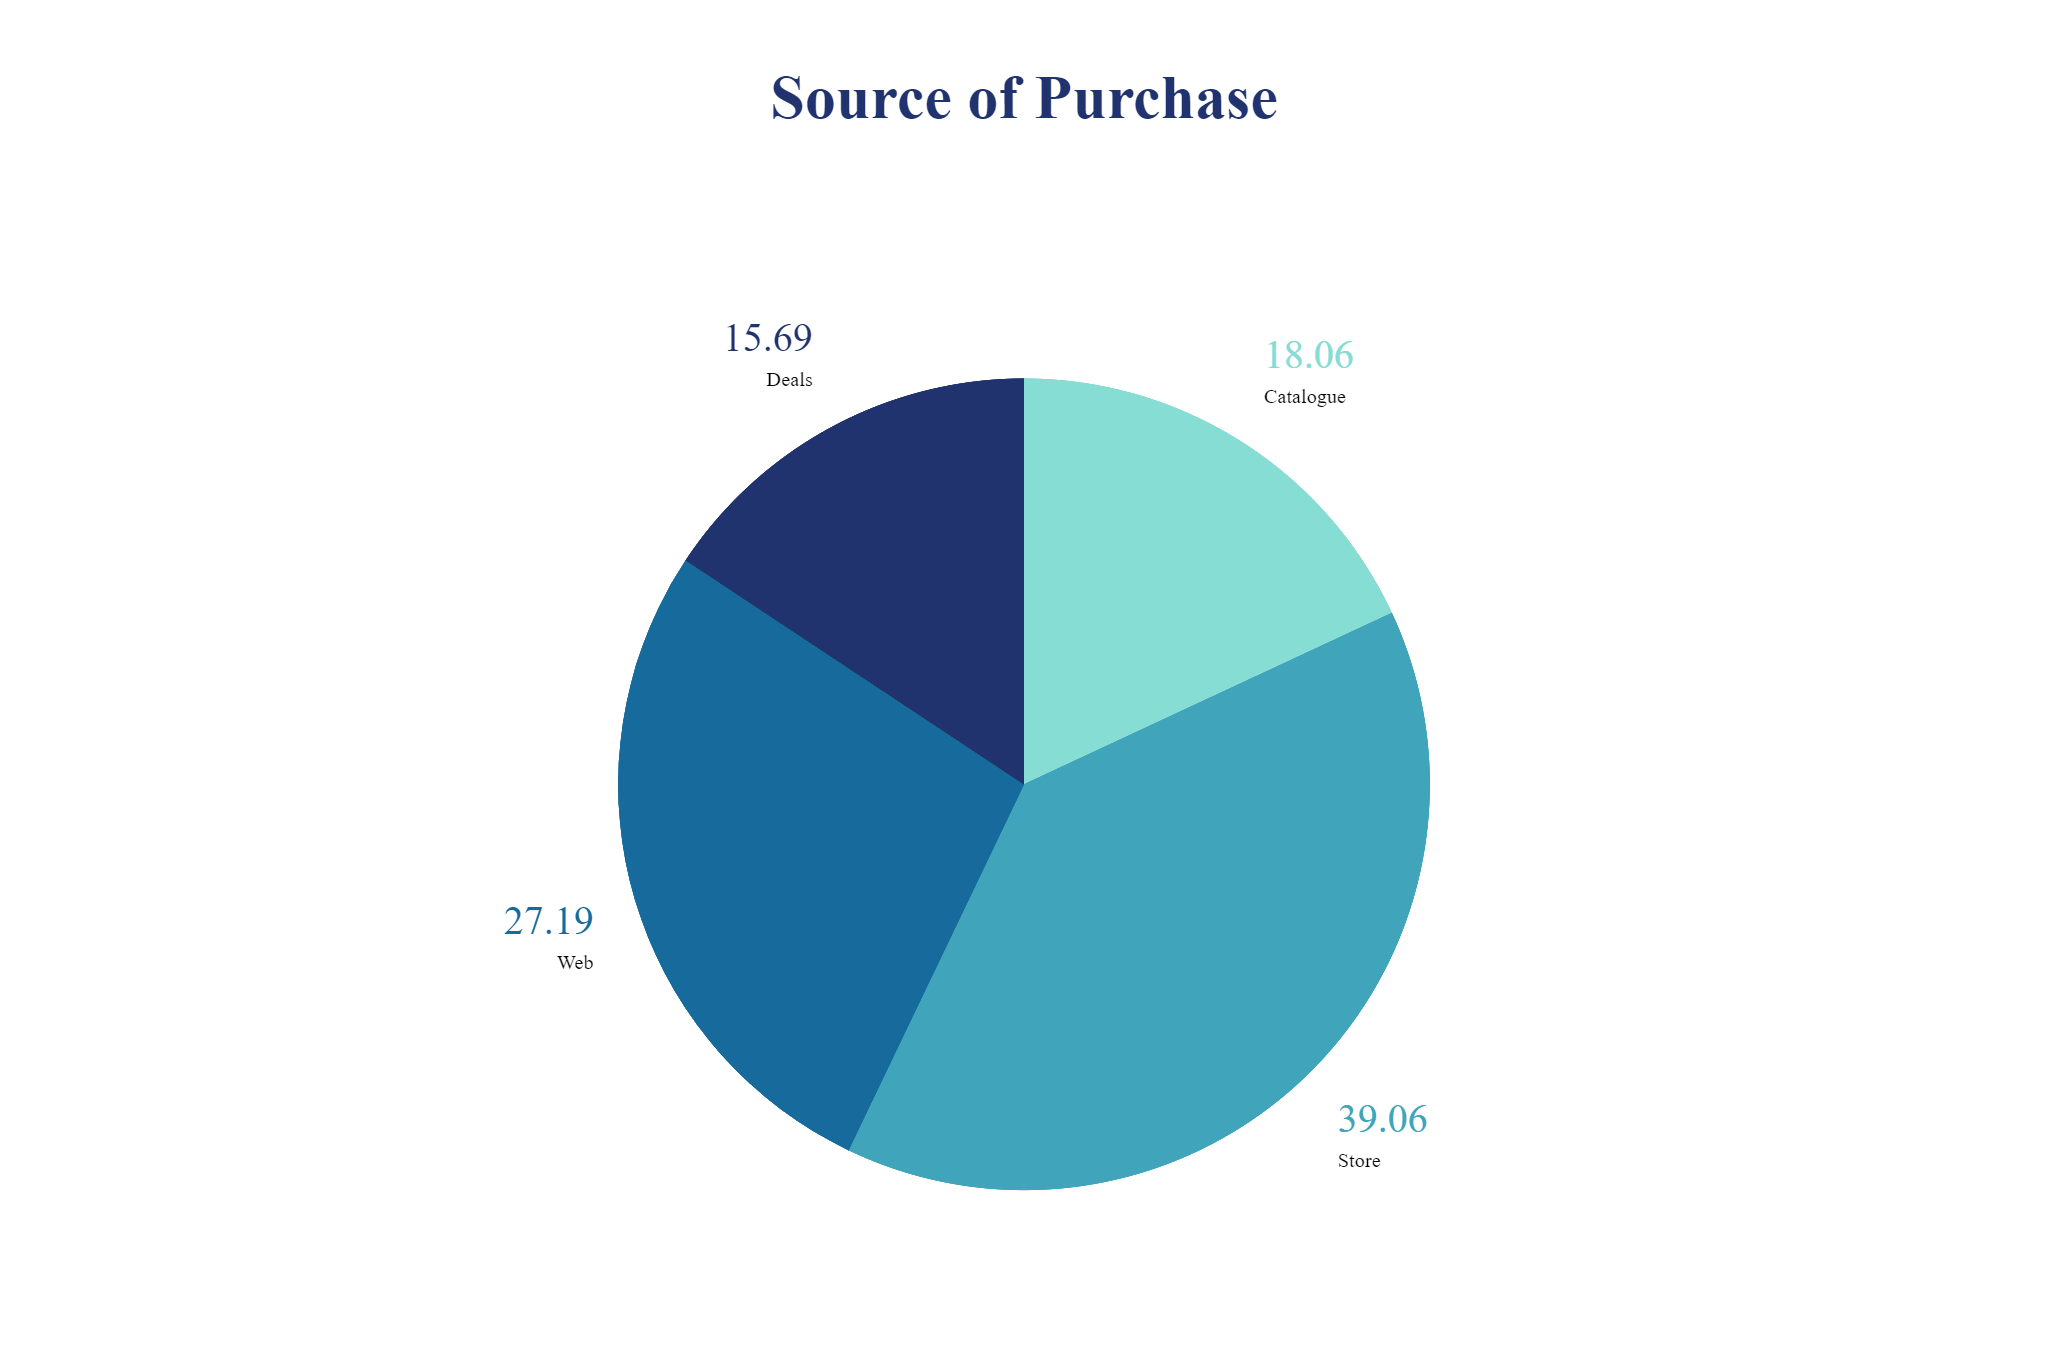 Source of Purchase
15.69
Deals
18.06
Catalogue
27.19
Web
39.06
Store